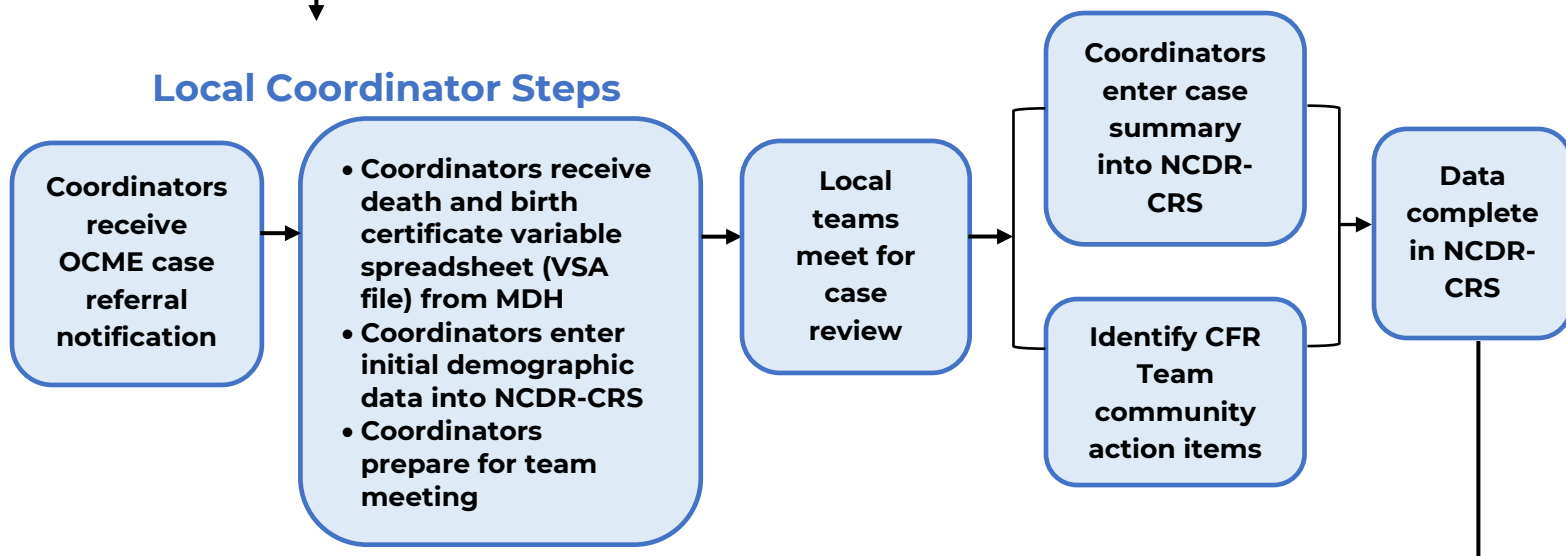 Local Coordinator Steps
Coordinators
receive
OCME case
referral
notification
• Coordinators receive
death and birth
certificate variable
spreadsheet (VSA
file) from MDH
• Coordinators enter
initial demographic
data into NCDR-CRS
• Coordinators
prepare for team
meeting
Local
teams
meet for
case
review
Coordinators
enter case
summary
into NCDR-
CRS
Identify CFR
Team
community
action items
Data
complete
in NCDR-
CRS